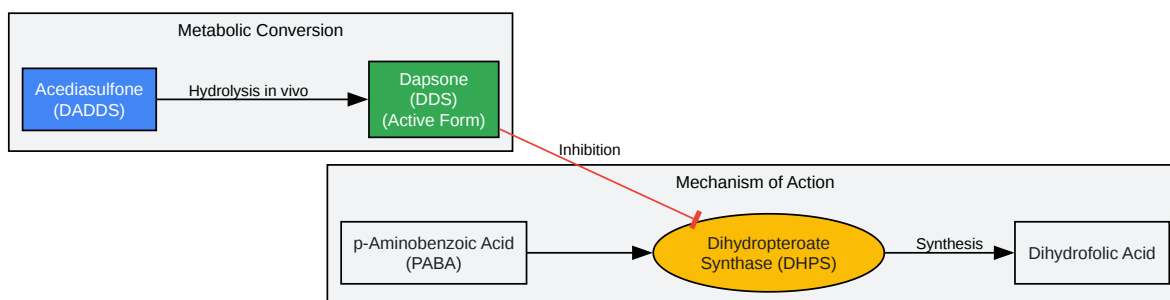 Metabolic Conversion
Acediasulfone
(DADDS)
Hydrolysis in vivo
Dapsone
(DDS)
(Active Form)
Inhibition
Mechanism of Action
p-Aminobenzoic Acid
(PABA)
Dihydropteroate
Synthase (DHPS)
Synthesis
Dihydrofolic Acid